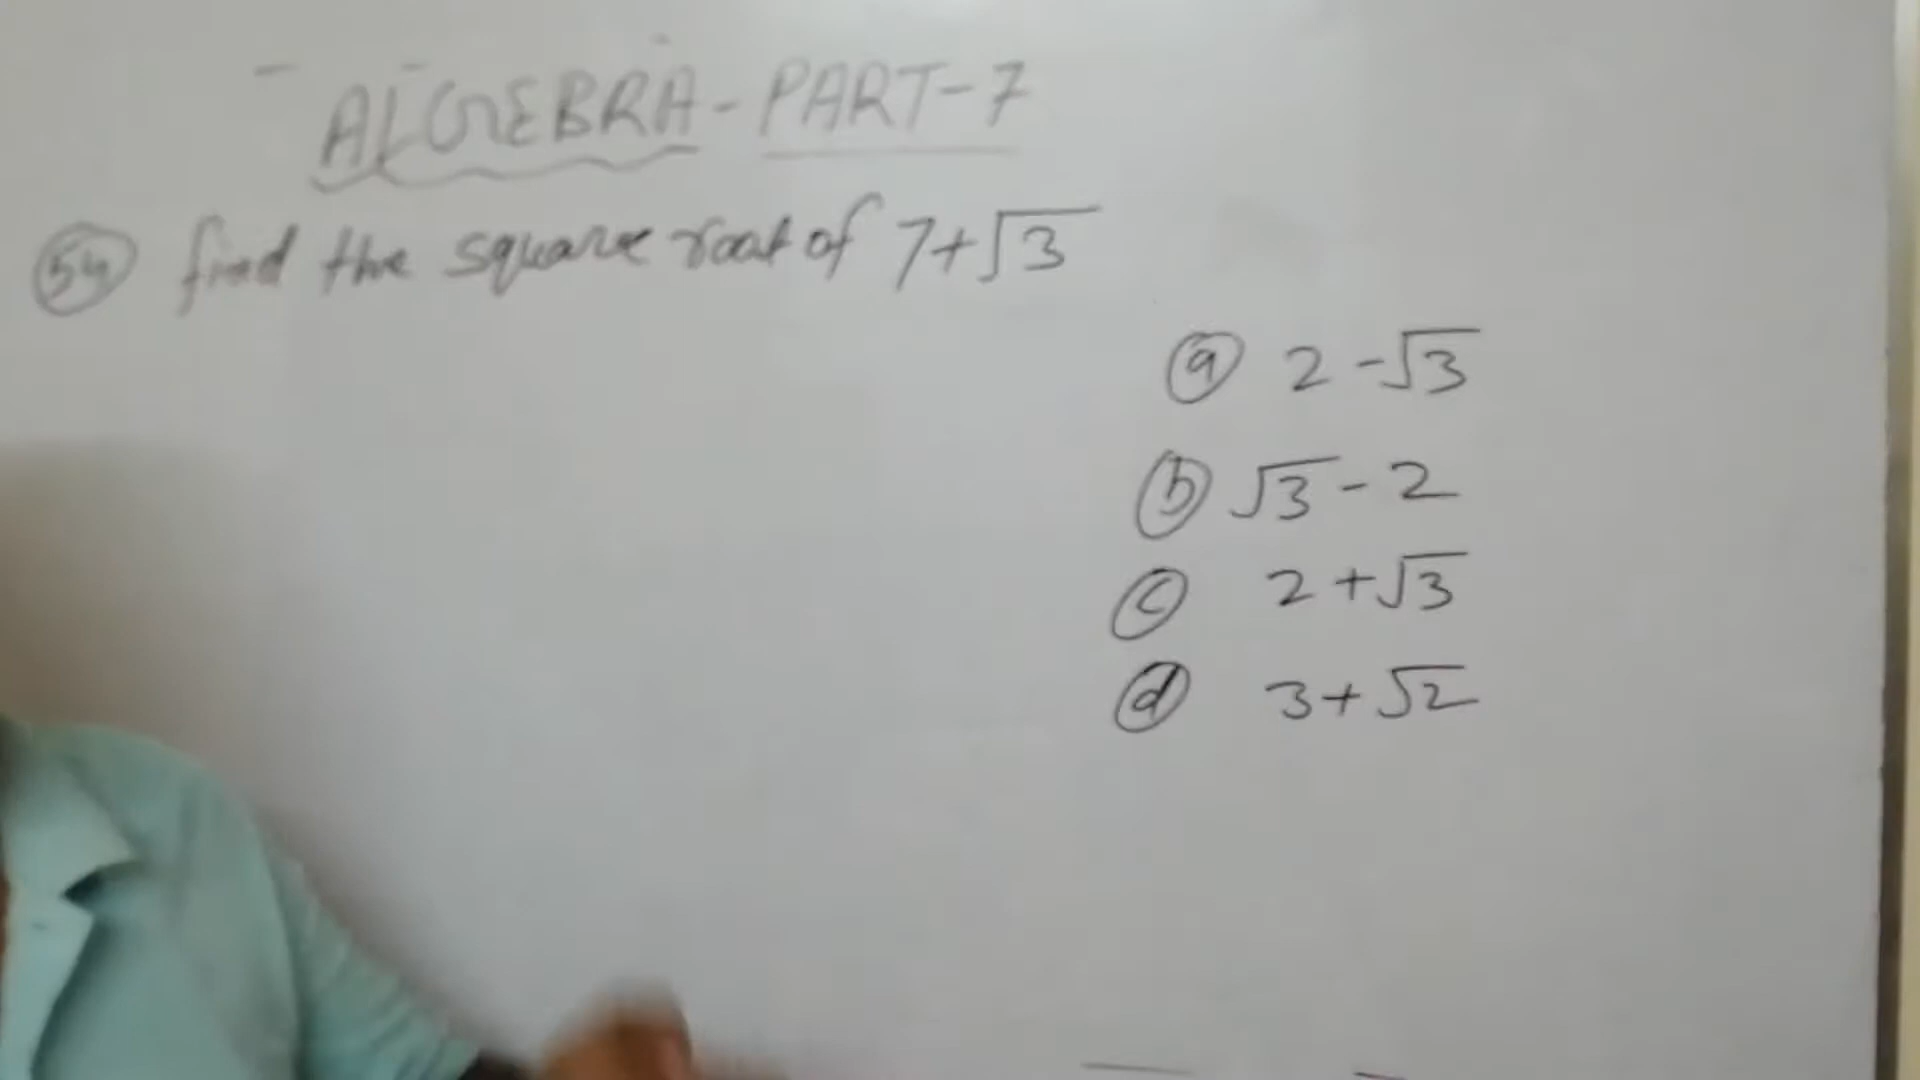 ALGEBRA-PART-7
54 find the square root of 7+√3
a 2-√3
b √3-2
c 2+√3
d 3+√2